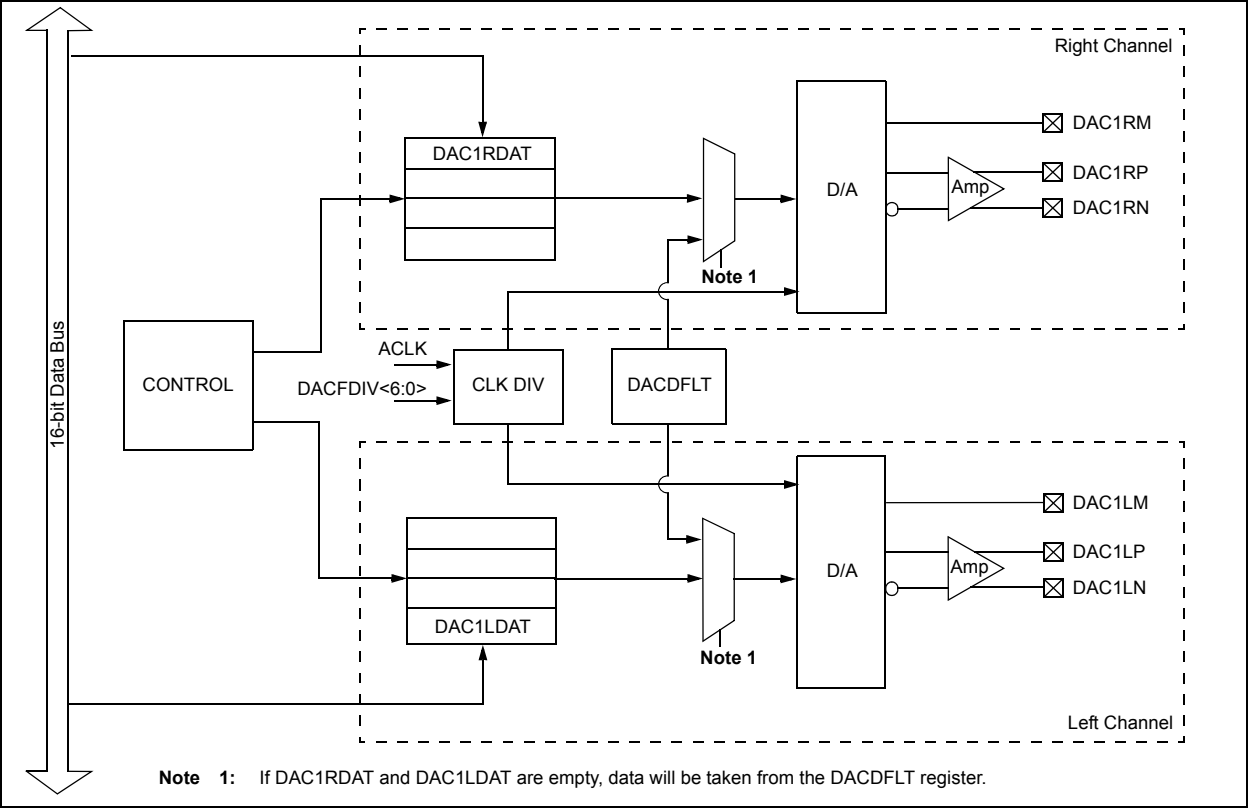 Right Channel
DAC1RDAT
D/A
DAC1RM
Amp
DAC1RP
DAC1RN
Note 1
16-bit Data Bus
CONTROL
ACLK
DACFDIV<6:0>
CLK DIV
DACDFLT
DAC1LDAT
D/A
DAC1LM
Amp
DAC1LP
DAC1LN
Note 1
Left Channel
Note 1: If DAC1RDAT and DAC1LDAT are empty, data will be taken from the DACDFLT register.